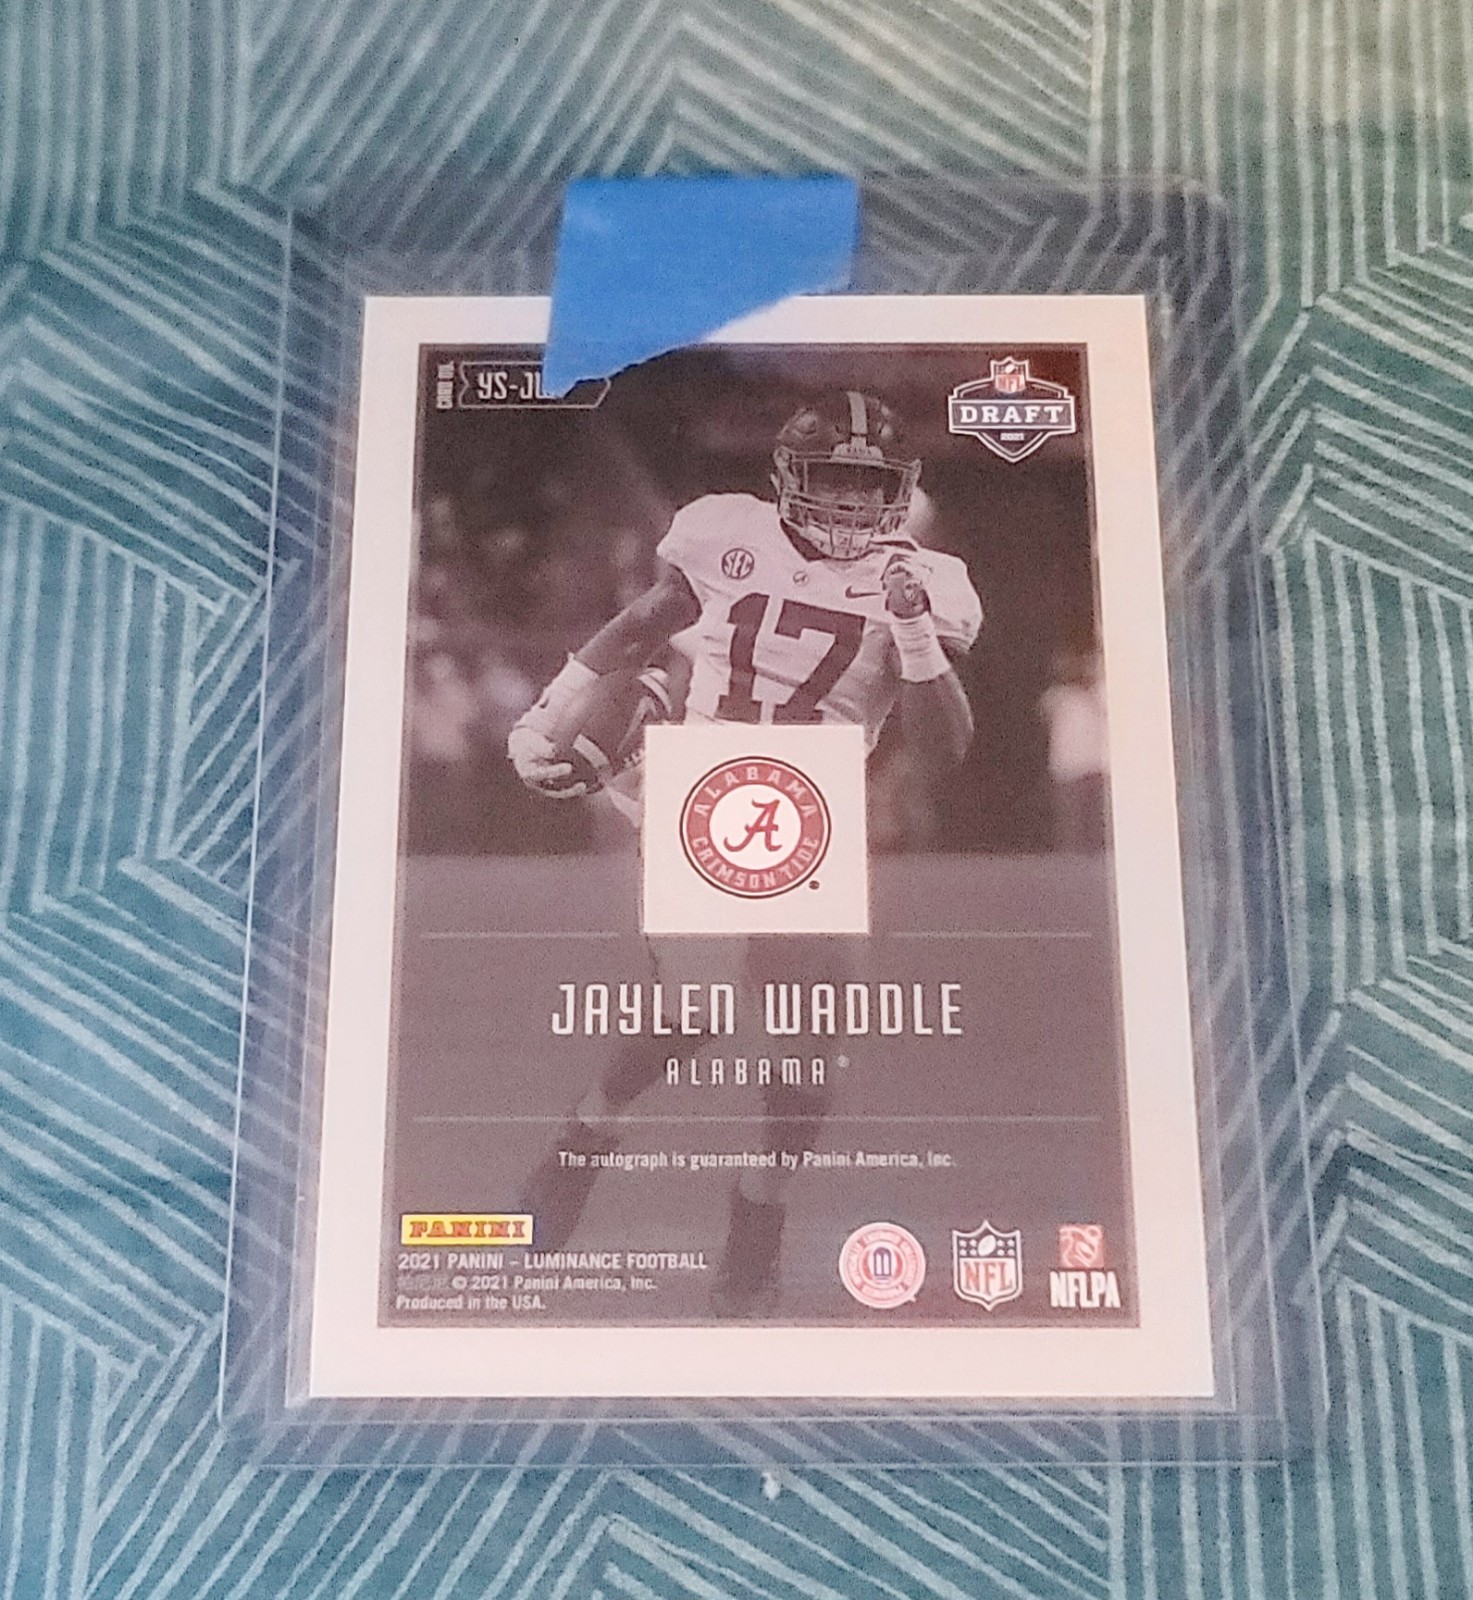 CARD NO.
YS-JW
NFL
DRAFT
2021
SEC
A
17
ALABAMA
A
CRIMSON TIDE
JAYLEN WADDLE
ALABAMA®
The autograph is guaranteed by Panini America, Inc.
PANINI
2021 PANINI – LUMINANCE FOOTBALL
© 2021 Panini America, Inc.
Produced in the USA.
NFL
NFLPA